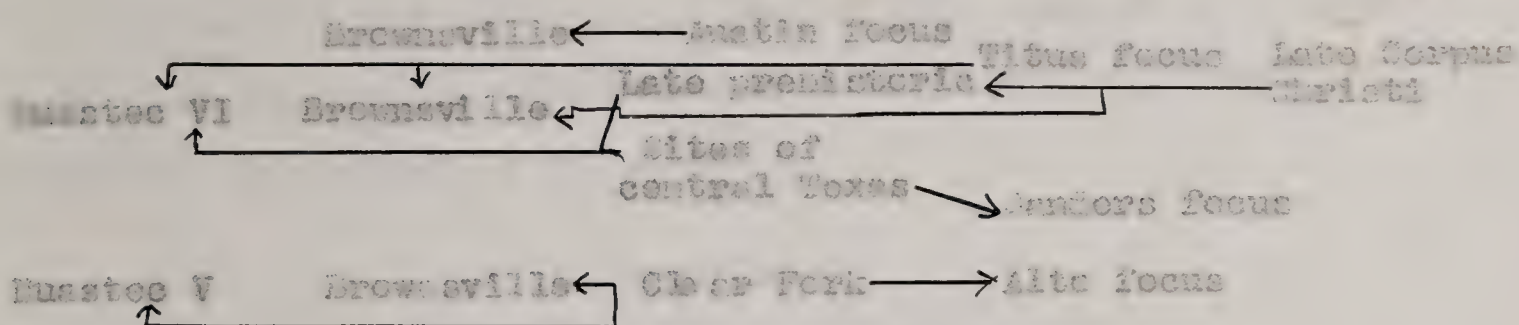 Brownsville Austin focus
Titus focus Late Corpus
Late prehistoric Christi
Huastec VI Brownsville
Sites of
central Texas
Sanders focus
Huastec V Brownsville Clear Fork Alto focus